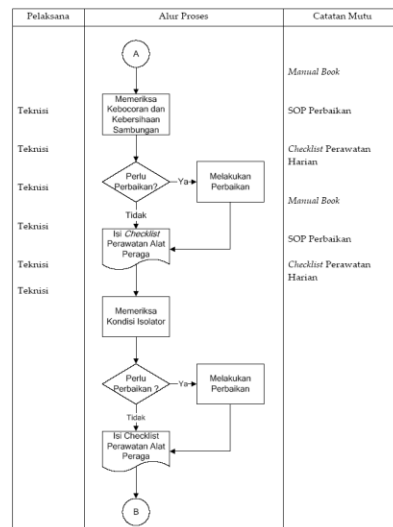 Pelaksana
Alur Proses
Catatan Mutu
A
Manual Book
Memeriksa
Kebocoran dan
Kebersihaan
Sambungan
Teknisi
SOP Perbaikan
Teknisi
Checklist Perawatan
Harian
Perlu
Perbaikan?
Ya
Melakukan
Perbaikan
Teknisi
Manual Book
Tidak
Teknisi
Isi Checklist
Perawatan Alat
Peraga
SOP Perbaikan
Teknisi
Checklist Perawatan
Harian
Teknisi
Memeriksa
Kondisi Isolator
Perlu
Perbaikan ?
Ya
Melakukan
Perbaikan
Tidak
Isi Checklist
Perawatan Alat
Peraga
B